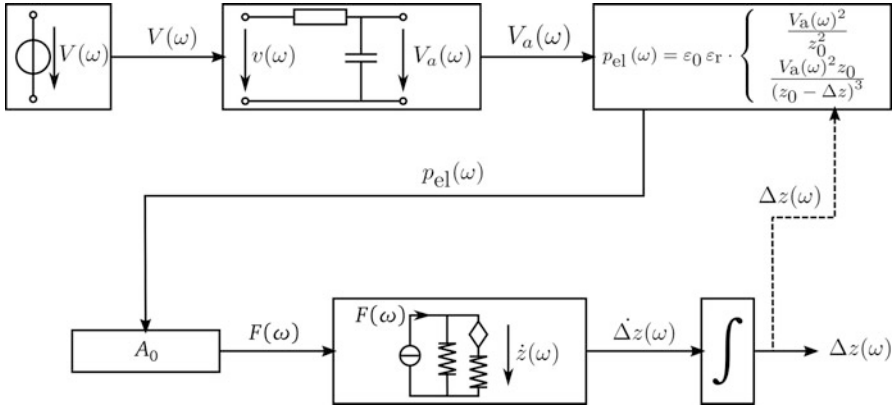 V(ω)
V(ω)
v(ω)
V_a(ω)
V_a(ω)
p_el(ω) = ε_0 ε_r · { V_a(ω)^2 / z_0^2
V_a(ω)^2 z_0 / (z_0 − Δz)^3
p_el(ω)
Δz(ω)
A_0
F(ω)
F(ω)
ż(ω)
Δ̇z(ω)
∫
Δz(ω)